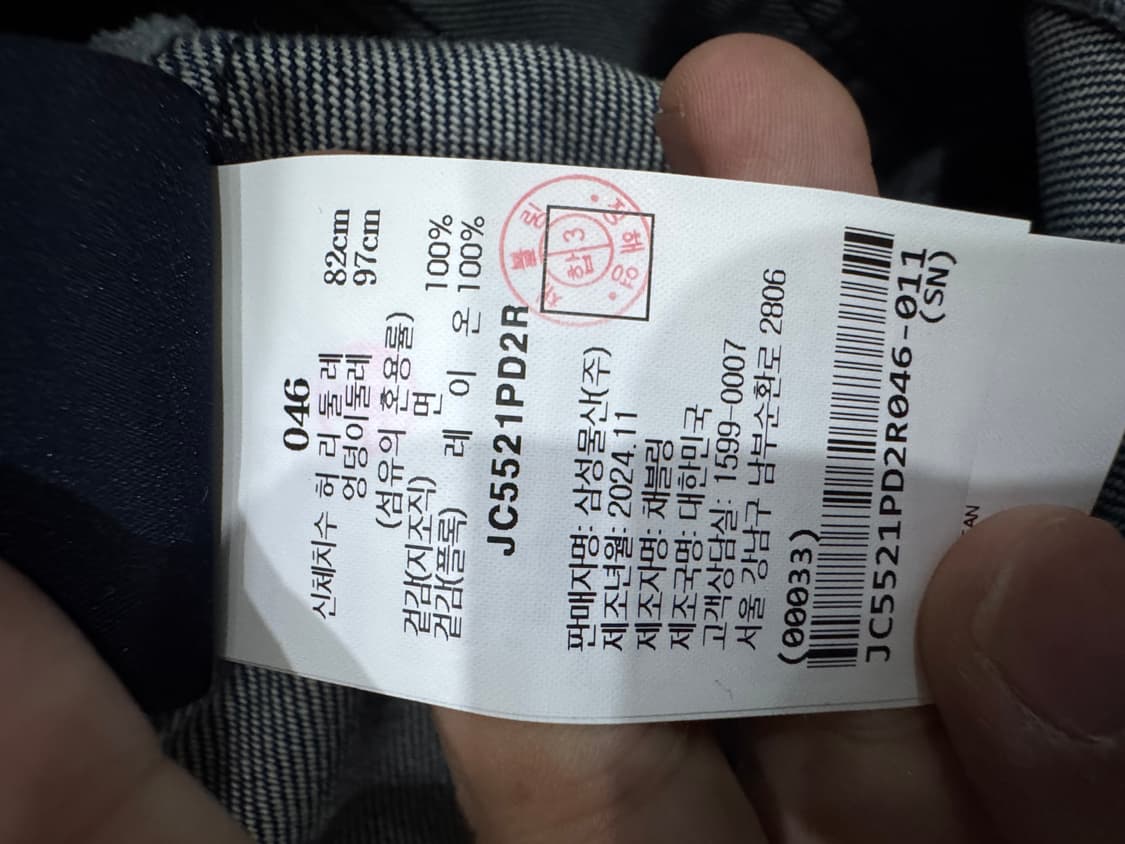 046
신체치수 허 리 둘 레 82cm
엉덩이둘레 97cm
(섬유의 혼용률)
겉감(지조직) 면 100%
겉감(플록) 레 이 온 100%
JC5521PD2R
판매자명: 삼성물산(주)
제조년월: 2024.11
제조자명: 채블링
제조국명: 대한민국
고객상담실: 1599-0007
서울 강남구 남부순환로 2806
(00033)
JC5521PD2R046-011
(SN)
합 3